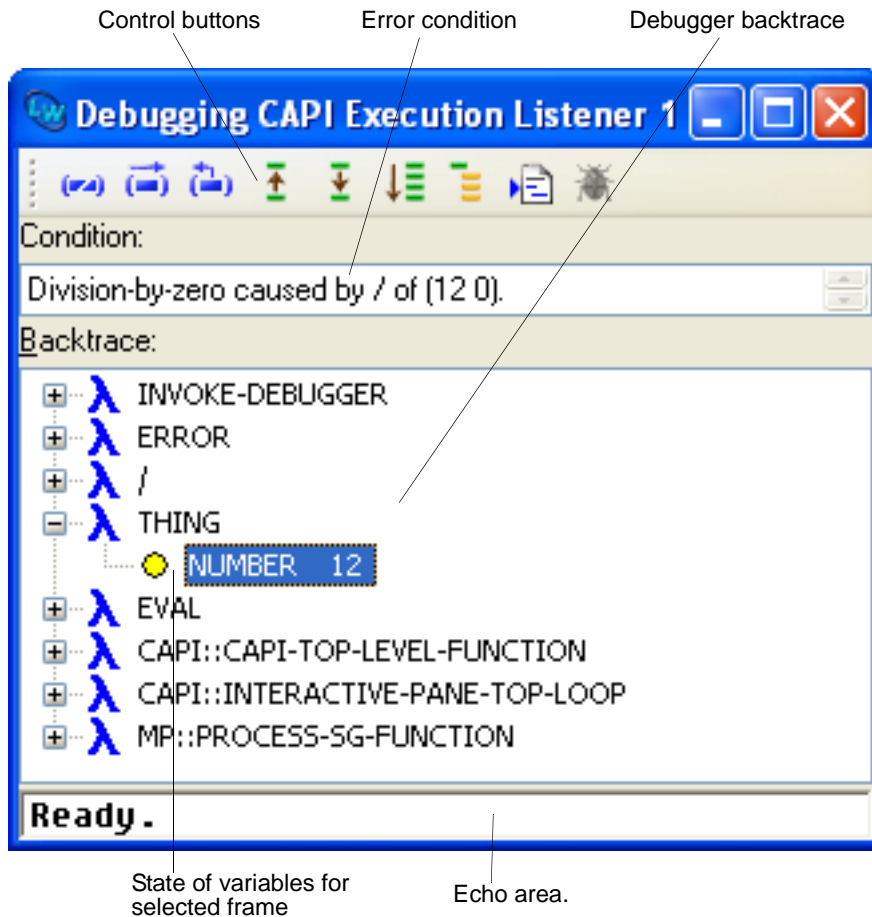 Control buttons Error condition Debugger backtrace
Debugging CAPI Execution Listener 1
Condition:
Division-by-zero caused by / of (12 0).
Backtrace:
INVOKE-DEBUGGER
ERROR
/
THING
NUMBER 12
EVAL
CAPI::CAPI-TOP-LEVEL-FUNCTION
CAPI::INTERACTIVE-PANE-TOP-LOOP
MP::PROCESS-SG-FUNCTION
Ready.
State of variables for
selected frame
Echo area.